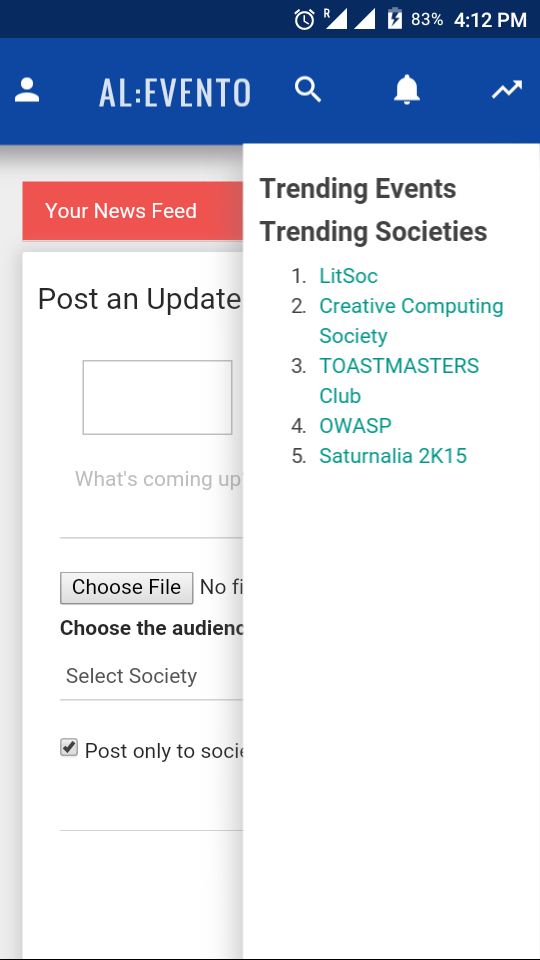 R 83% 4:12 PM
AL:EVENTO
Your News Feed
Post an Update
What's coming up
Choose File No fi
Choose the audienc
Select Society
Post only to socie
Trending Events
Trending Societies
1. LitSoc
2. Creative Computing
Society
3. TOASTMASTERS
Club
4. OWASP
5. Saturnalia 2K15